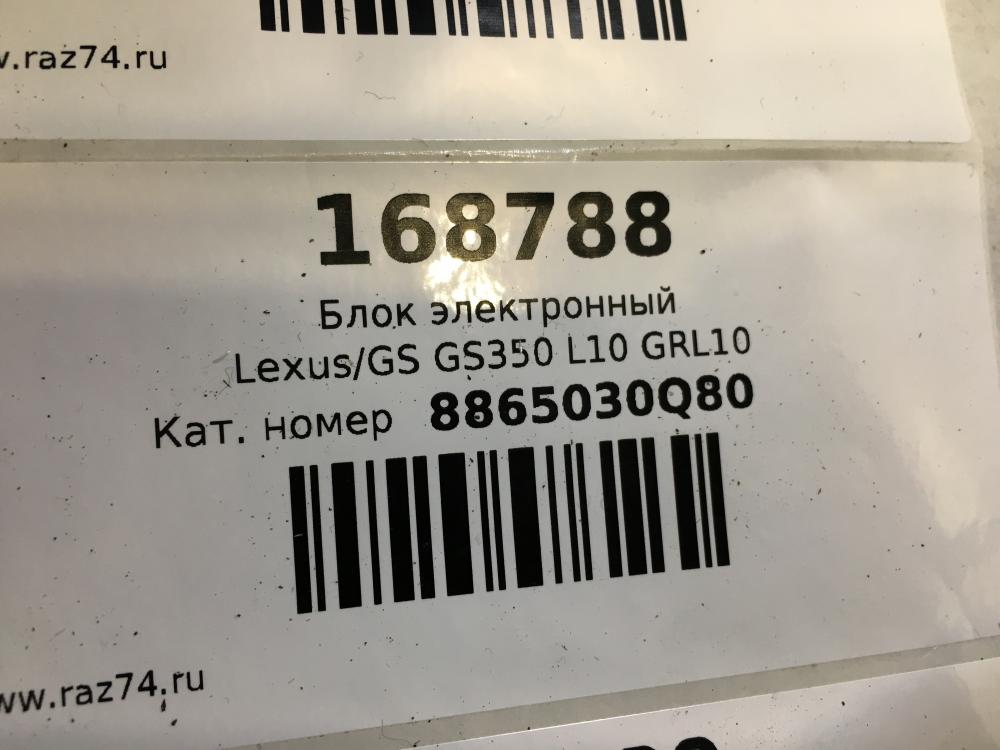 w.raz74.ru
168788
Блок электронный
Lexus/GS GS350 L10 GRL10
Кат. номер 8865030Q80
ww.raz74.ru